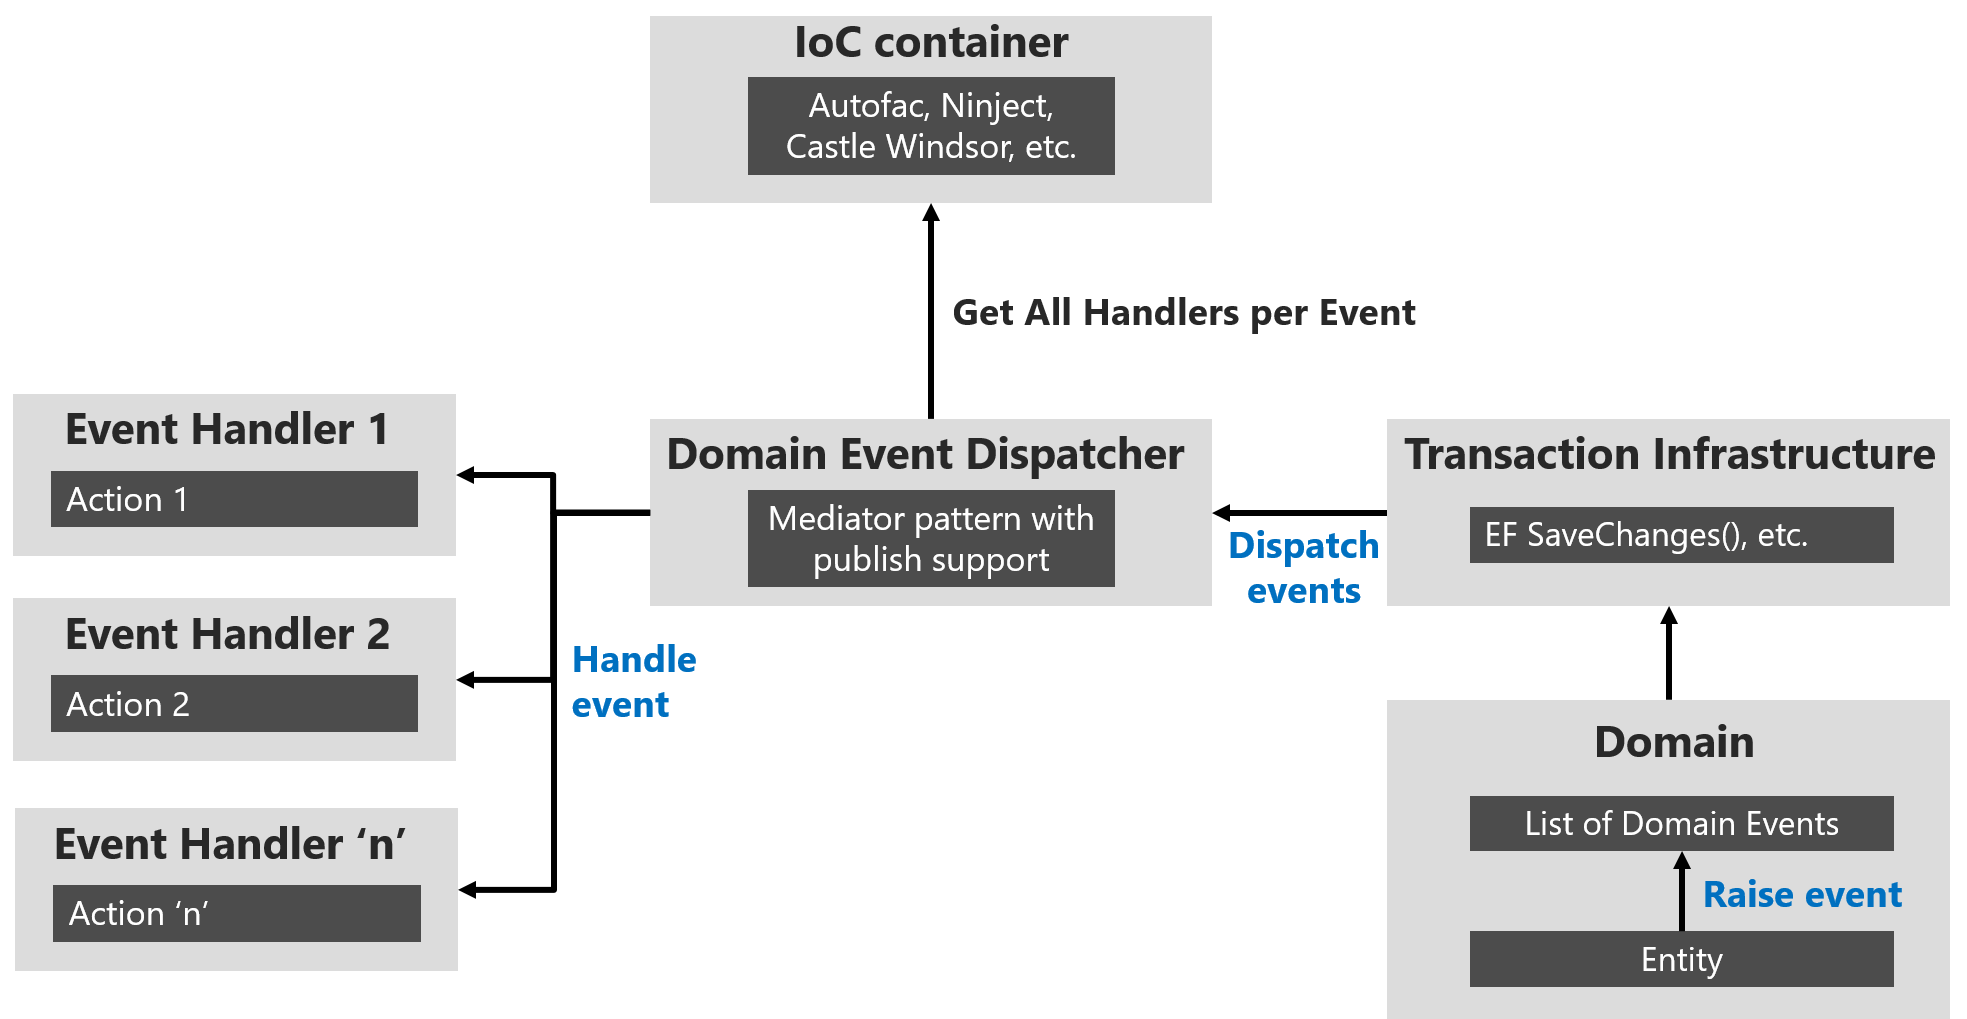 IoC container
Autofac, Ninject,
Castle Windsor, etc.
Get All Handlers per Event
Event Handler 1
Action 1
Domain Event Dispatcher
Mediator pattern with
publish support
Transaction Infrastructure
EF SaveChanges(), etc.
Dispatch
events
Event Handler 2
Action 2
Handle
event
Domain
List of Domain Events
Raise event
Entity
Event Handler ‘n’
Action ‘n’